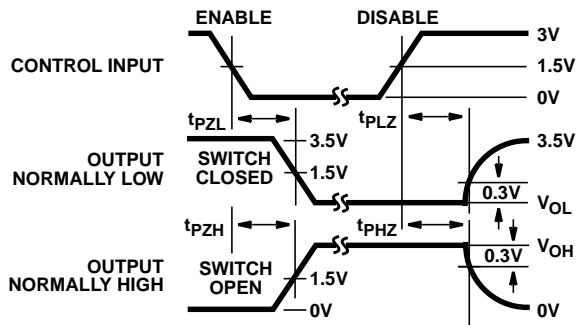 ENABLE DISABLE
3V
CONTROL INPUT 1.5V
0V
tPZL tPLZ
3.5V 3.5V
OUTPUT
NORMALLY LOW
SWITCH
CLOSED
1.5V
0.3V
VOL
tPZH tPHZ
VOH
0.3V
OUTPUT
NORMALLY HIGH
SWITCH
OPEN
1.5V
0V 0V